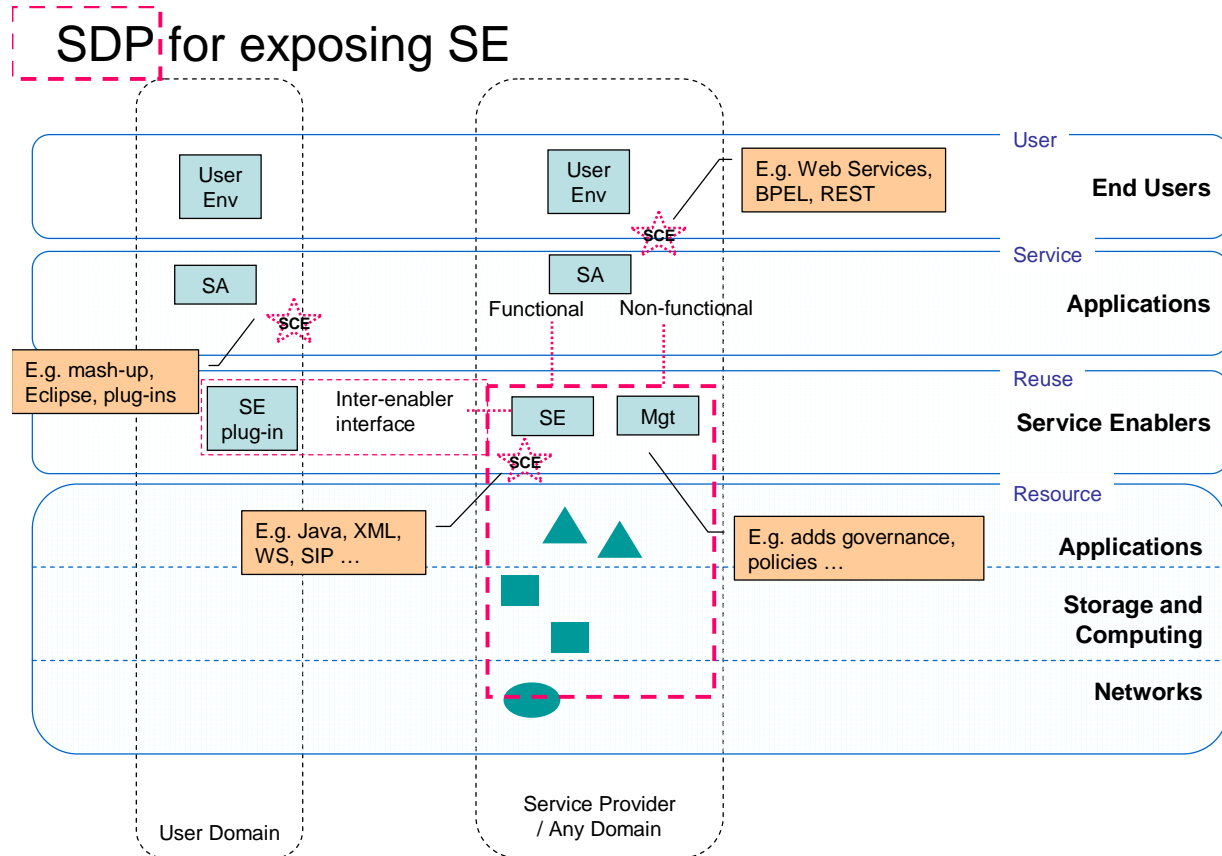 SDP for exposing SE
User
User
Env
User
Env
E.g. Web Services,
BPEL, REST
End Users
SCE
Service
SA
SA
Functional
Non-functional
Applications
SCE
E.g. mash-up,
Eclipse, plug-ins
Reuse
SE
plug-in
Inter-enabler
interface
SE
Mgt
Service Enablers
SCE
Resource
E.g. Java, XML,
WS, SIP …
E.g. adds governance,
policies …
Applications
Storage and
Computing
Networks
User Domain
Service Provider
/ Any Domain